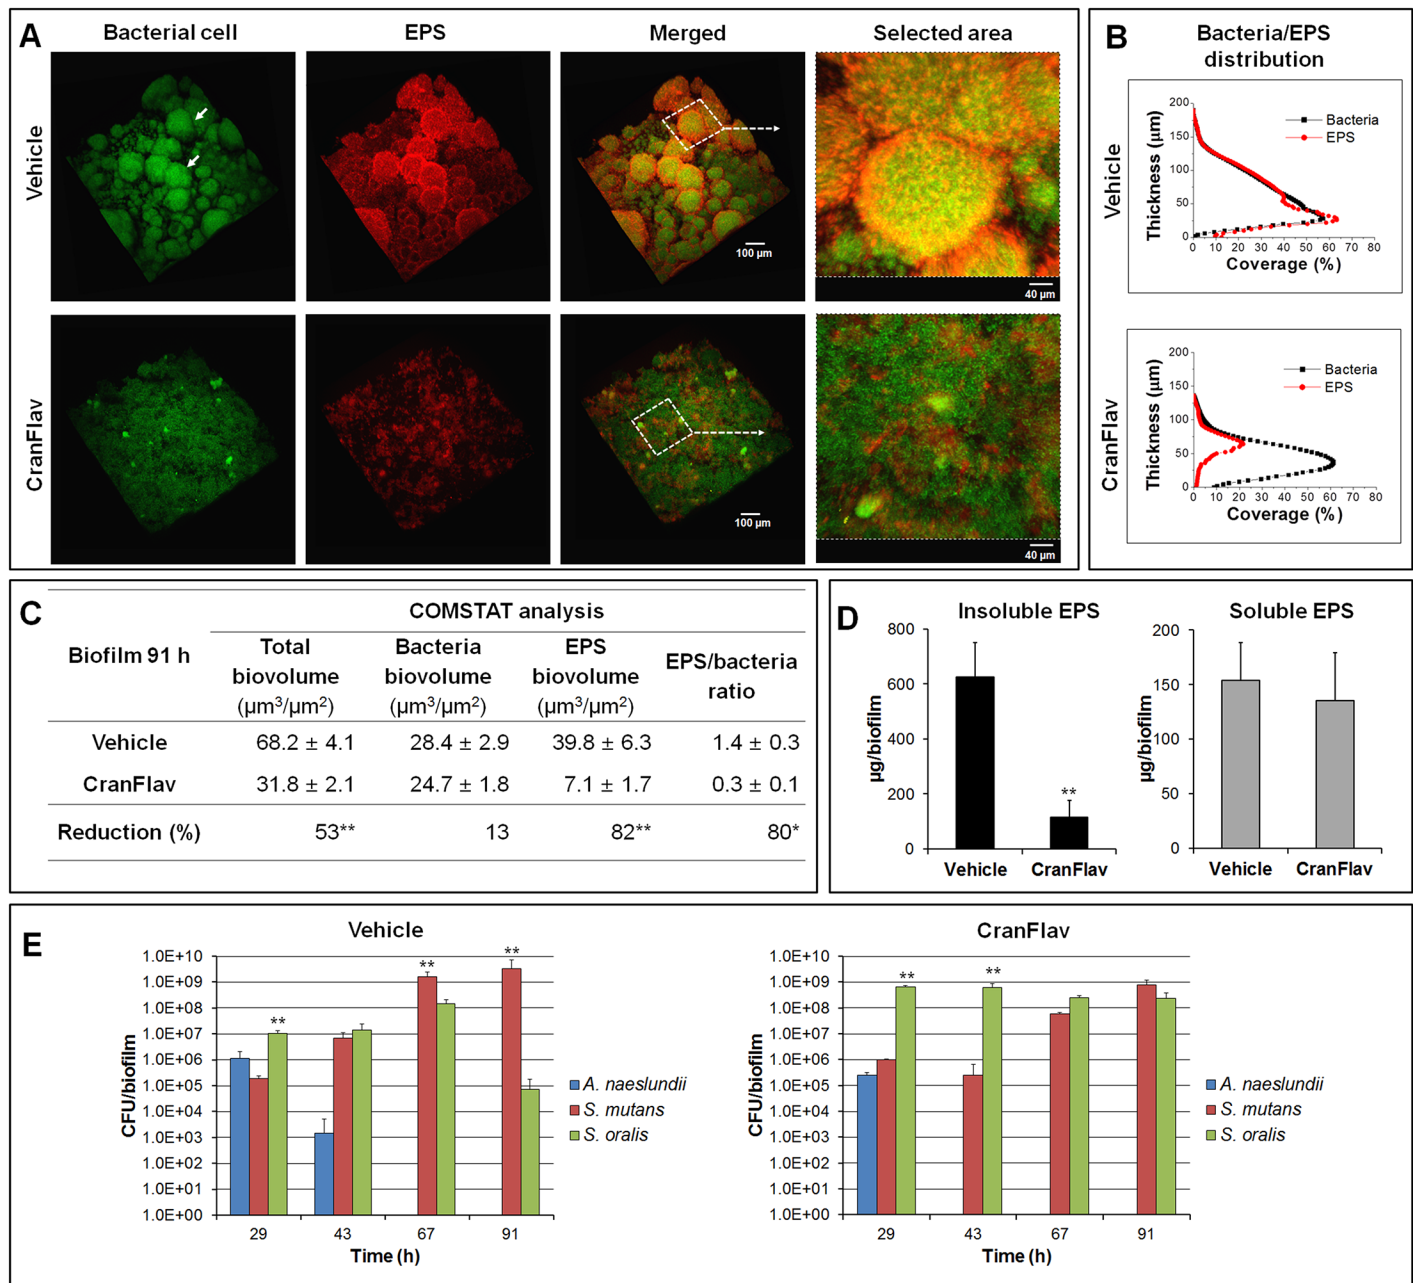 A
Bacterial cell
EPS
Merged
Selected area
Vehicle
100 µm
40 µm
CranFlav
100 µm
40 µm
B
Bacteria/EPS
distribution
Vehicle
Thickness (µm)
200
150
100
50
0
Bacteria
EPS
0 10 20 30 40 50 60 70 80
Coverage (%)
CranFlav
Thickness (µm)
200
150
100
50
0
Bacteria
EPS
0 10 20 30 40 50 60 70 80
Coverage (%)
C
COMSTAT analysis
Biofilm 91 h
Total
biovolume
(µm³/µm²)
Bacteria
biovolume
(µm³/µm²)
EPS
biovolume
(µm³/µm²)
EPS/bacteria
ratio
Vehicle 68.2 ± 4.1 28.4 ± 2.9 39.8 ± 6.3 1.4 ± 0.3
CranFlav 31.8 ± 2.1 24.7 ± 1.8 7.1 ± 1.7 0.3 ± 0.1
Reduction (%) 53** 13 82** 80*
D
Insoluble EPS
µg/biofilm
800
600
400
200
0
**
Vehicle CranFlav
Soluble EPS
µg/biofilm
200
150
100
50
0
Vehicle CranFlav
E
Vehicle
CFU/biofilm
1.0E+10
1.0E+09
1.0E+08
1.0E+07
1.0E+06
1.0E+05
1.0E+04
1.0E+03
1.0E+02
1.0E+01
1.0E+00
** ** **
29 43 67 91
Time (h)
A. naeslundii
S. mutans
S. oralis
CranFlav
CFU/biofilm
1.0E+10
1.0E+09
1.0E+08
1.0E+07
1.0E+06
1.0E+05
1.0E+04
1.0E+03
1.0E+02
1.0E+01
1.0E+00
** **
29 43 67 91
Time (h)
A. naeslundii
S. mutans
S. oralis